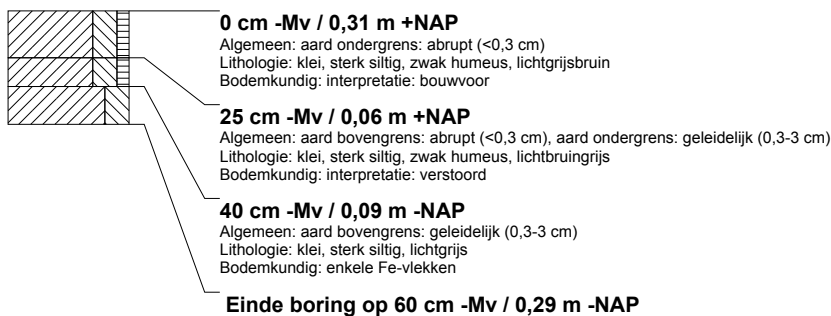 0 cm -Mv / 0,31 m +NAP
Algemeen: aard ondergrens: abrupt (<0,3 cm)
Lithologie: klei, sterk siltig, zwak humeus, lichtgrijsbruin
Bodemkundig: interpretatie: bouwvoor
25 cm -Mv / 0,06 m +NAP
Algemeen: aard bovengrens: abrupt (<0,3 cm), aard ondergrens: geleidelijk (0,3-3 cm)
Lithologie: klei, sterk siltig, zwak humeus, lichtbruingrijs
Bodemkundig: interpretatie: verstoord
40 cm -Mv / 0,09 m -NAP
Algemeen: aard bovengrens: geleidelijk (0,3-3 cm)
Lithologie: klei, sterk siltig, lichtgrijs
Bodemkundig: enkele Fe-vlekken
Einde boring op 60 cm -Mv / 0,29 m -NAP